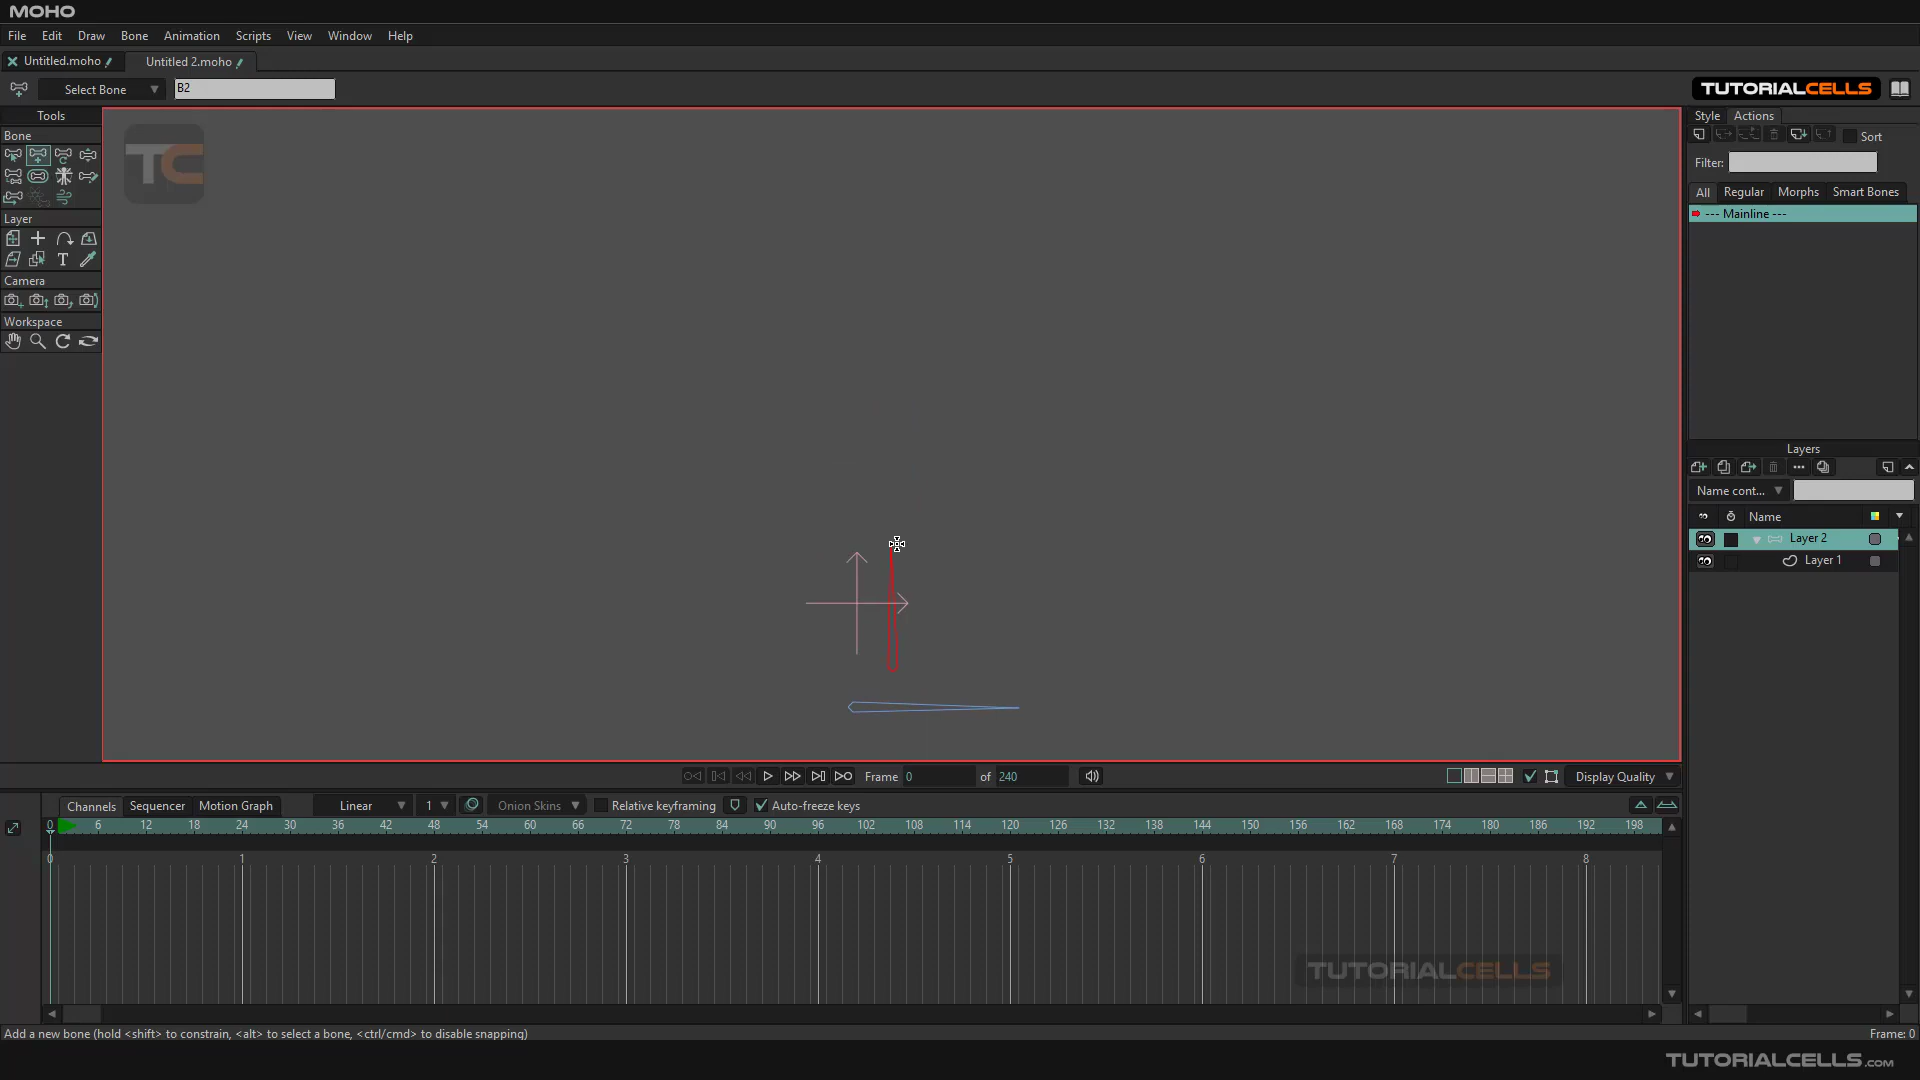 MOHO
File Edit Draw Bone Animation Scripts View Window Help
Untitled.moho Untitled 2.moho
Select Bone B2 TUTORIALCELLS
Tools
Bone
Layer
Camera
Workspace
TC
Style Actions
Sort
Filter:
All Regular Morphs Smart Bones
--- Mainline ---
Layers
Name cont...
Name
Layer 2
Layer 1
Frame 0 of 240 Display Quality
Channels Sequencer Motion Graph Linear 1 Onion Skins Relative keyframing Auto-freeze keys
0 6 12 18 24 30 36 42 48 54 60 66 72 78 84 90 96 102 108 114 120 126 132 138 144 150 156 162 168 174 180 186 192 198
0 1 2 3 4 5 6 7 8
TUTORIALCELLS
Add a new bone (hold <shift> to constrain, <alt> to select a bone, <ctrl/cmd> to disable snapping) Frame: 0
TUTORIALCELLS.COM